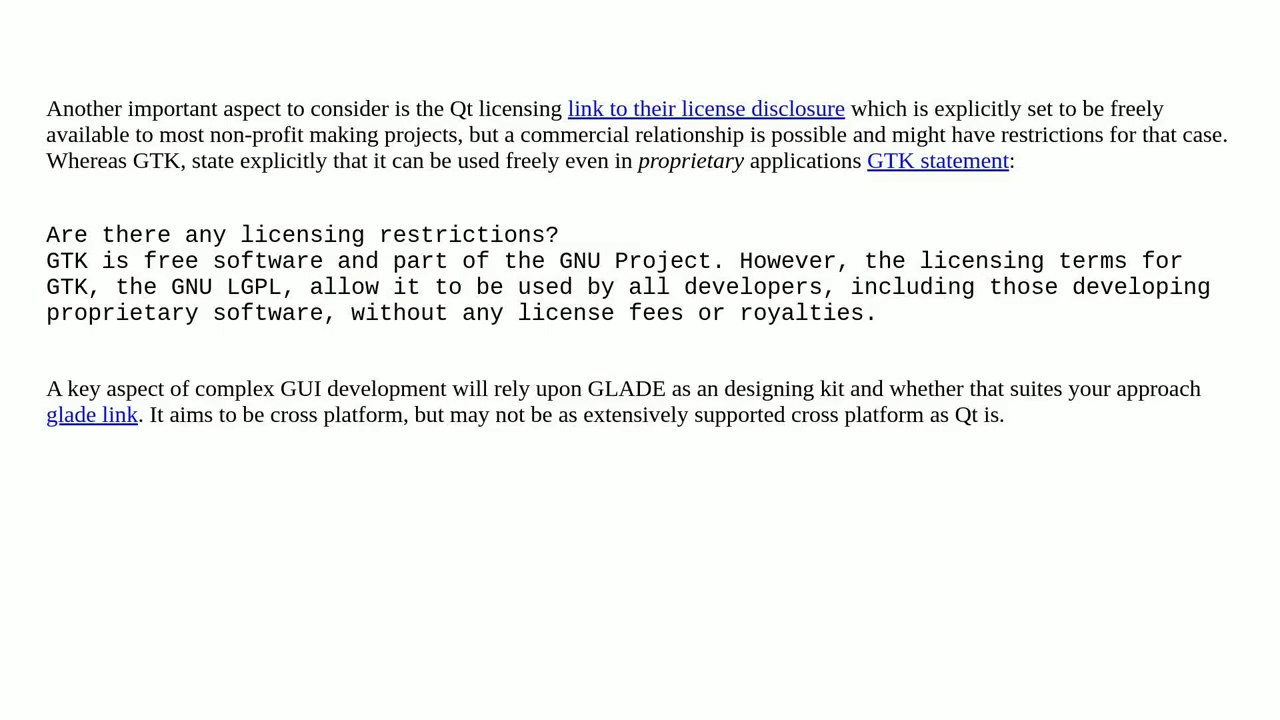 Another important aspect to consider is the Qt licensing link to their license disclosure which is explicitly set to be freely
available to most non-profit making projects, but a commercial relationship is possible and might have restrictions for that case.
Whereas GTK, state explicitly that it can be used freely even in proprietary applications GTK statement:
Are there any licensing restrictions?
GTK is free software and part of the GNU Project. However, the licensing terms for
GTK, the GNU LGPL, allow it to be used by all developers, including those developing
proprietary software, without any license fees or royalties.
A key aspect of complex GUI development will rely upon GLADE as an designing kit and whether that suites your approach
glade link. It aims to be cross platform, but may not be as extensively supported cross platform as Qt is.